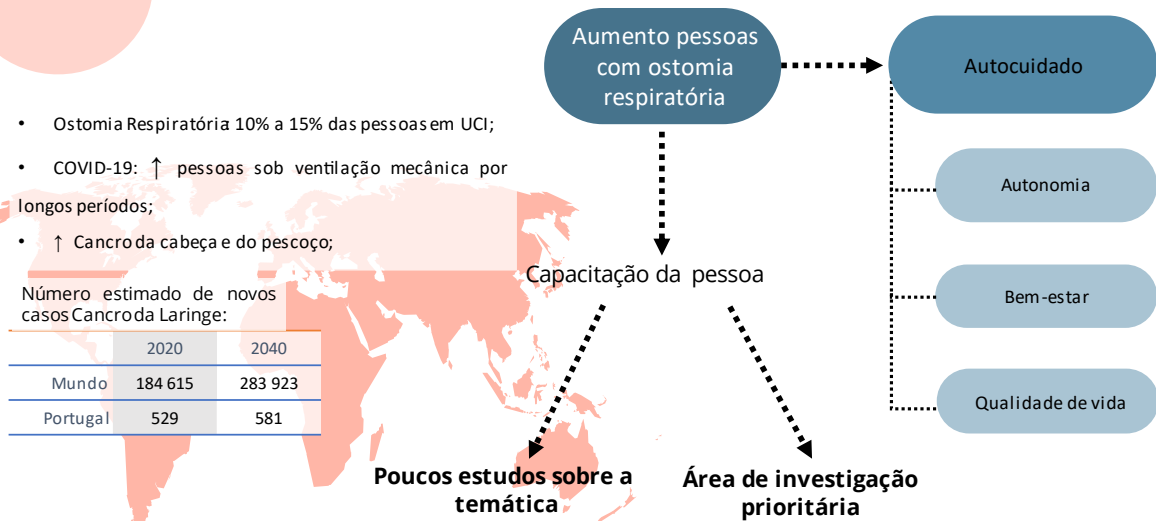 • Ostomia Respiratória: 10% a 15% das pessoas em UCI;
• COVID-19: ↑ pessoas sob ventilação mecânica por
longos períodos;
• ↑ Cancro da cabeça e do pescoço;
Número estimado de novos
casos Cancro da Laringe:
2020 2040
Mundo 184 615 283 923
Portugal 529 581
Aumento pessoas
com ostomia
respiratória
Capacitação da pessoa
Poucos estudos sobre a
temática
Área de investigação
prioritária
Autocuidado
Autonomia
Bem-estar
Qualidade de vida